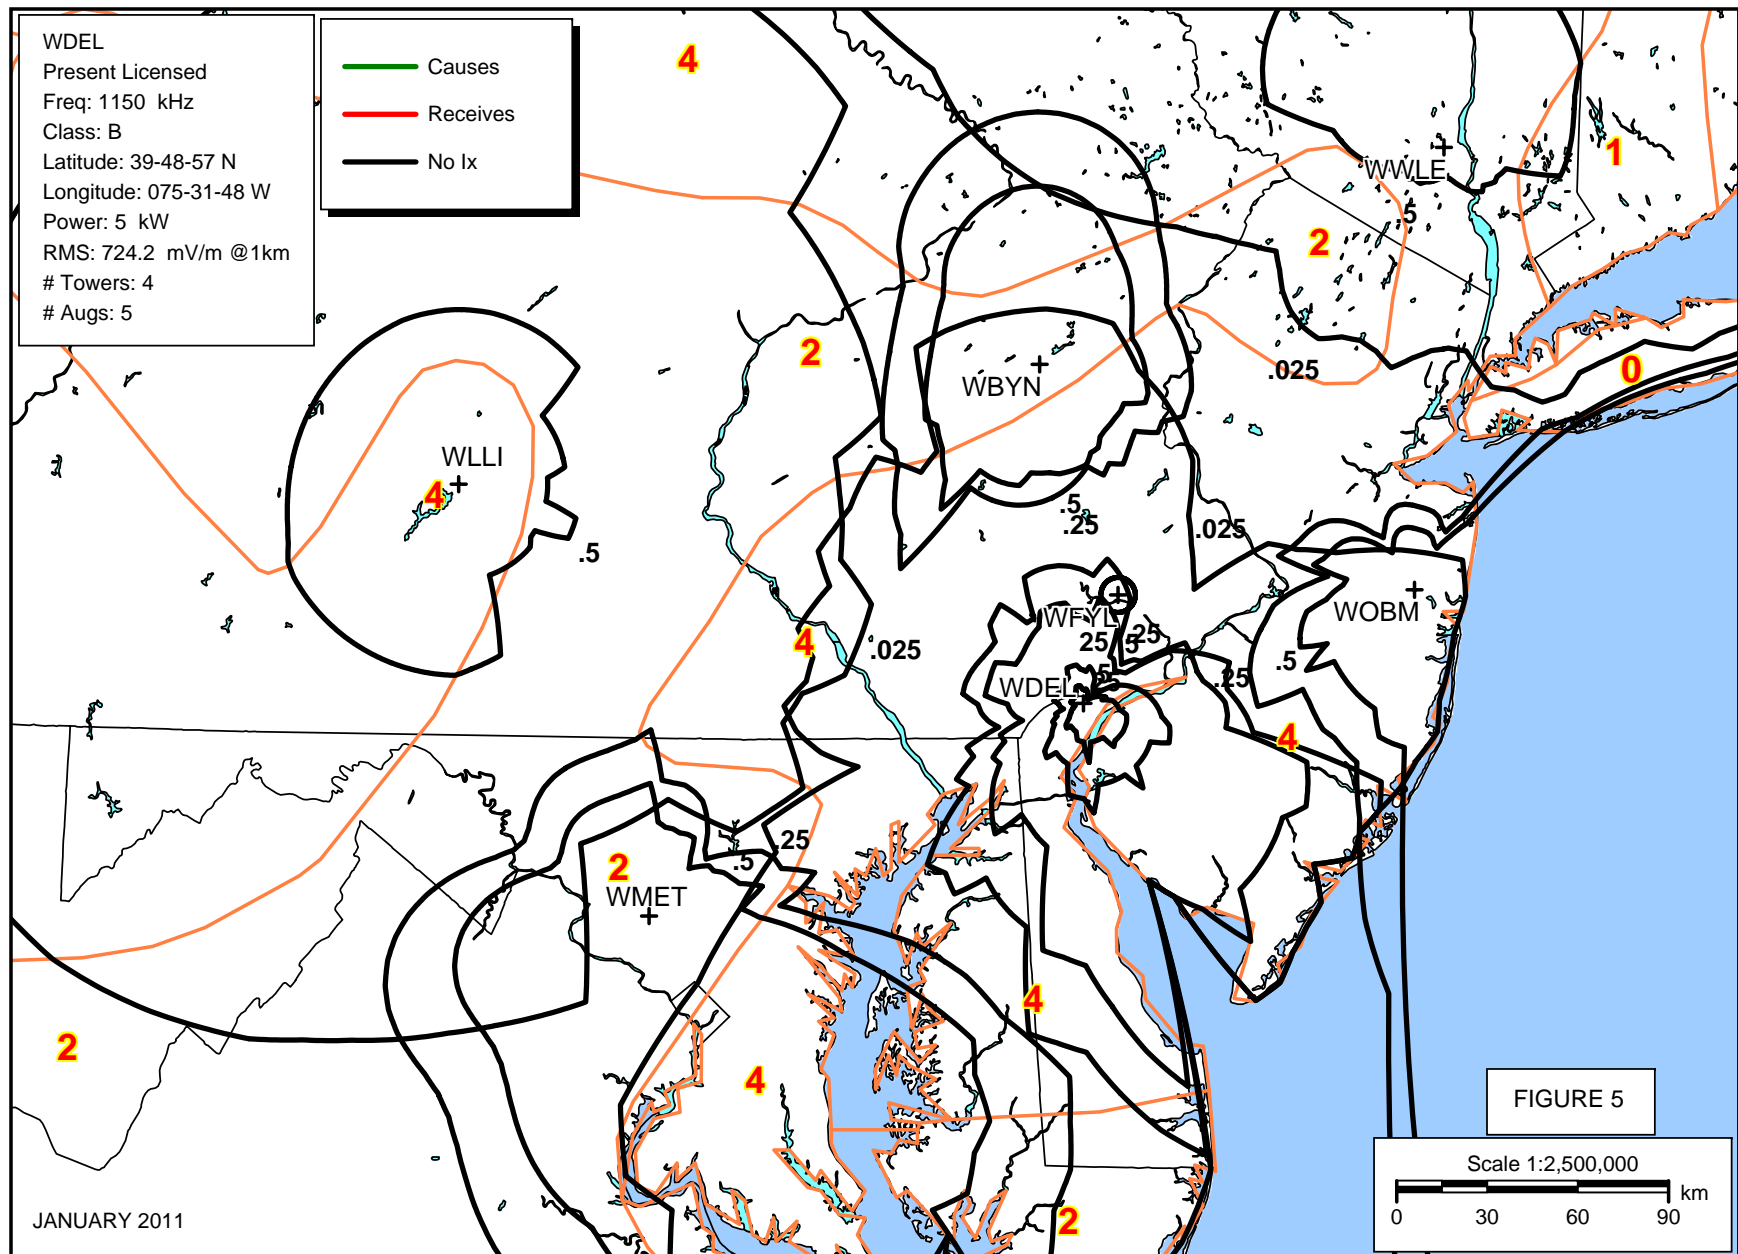 WDEL
Present Licensed
Freq: 1150 kHz
Class: B
Latitude: 39-48-57 N
Longitude: 075-31-48 W
Power: 5 kW
RMS: 724.2 mV/m @1km
# Towers: 4
# Augs: 5
Causes
Receives
No Ix
4
1
WWLE
.5
2
2
0
.025
WBYN
WLLI
4
.5
.25
.025
.5
WOBM
WFYL
.25
25
.5
4
.025
.5
.25
WDEL
4
.25
.5
2
WMET
4
2
4
FIGURE 5
Scale 1:2,500,000
km
0 30 60 90
2
JANUARY 2011